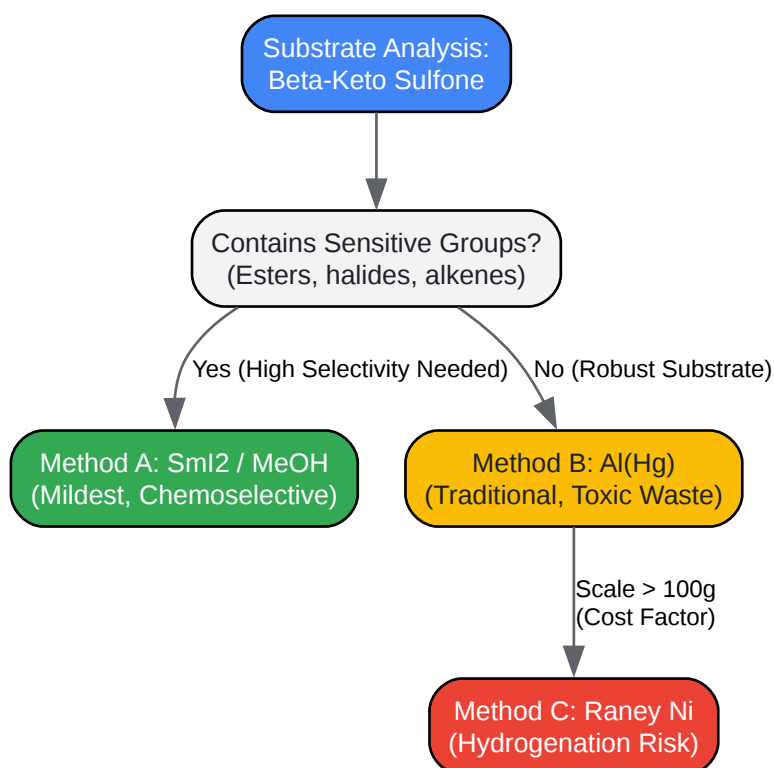 Substrate Analysis:
Beta-Keto Sulfone
Contains Sensitive Groups?
(Esters, halides, alkenes)
Yes (High Selectivity Needed)
No (Robust Substrate)
Method A: SmI2 / MeOH
(Mildest, Chemoselective)
Method B: Al(Hg)
(Traditional, Toxic Waste)
Scale > 100g
(Cost Factor)
Method C: Raney Ni
(Hydrogenation Risk)